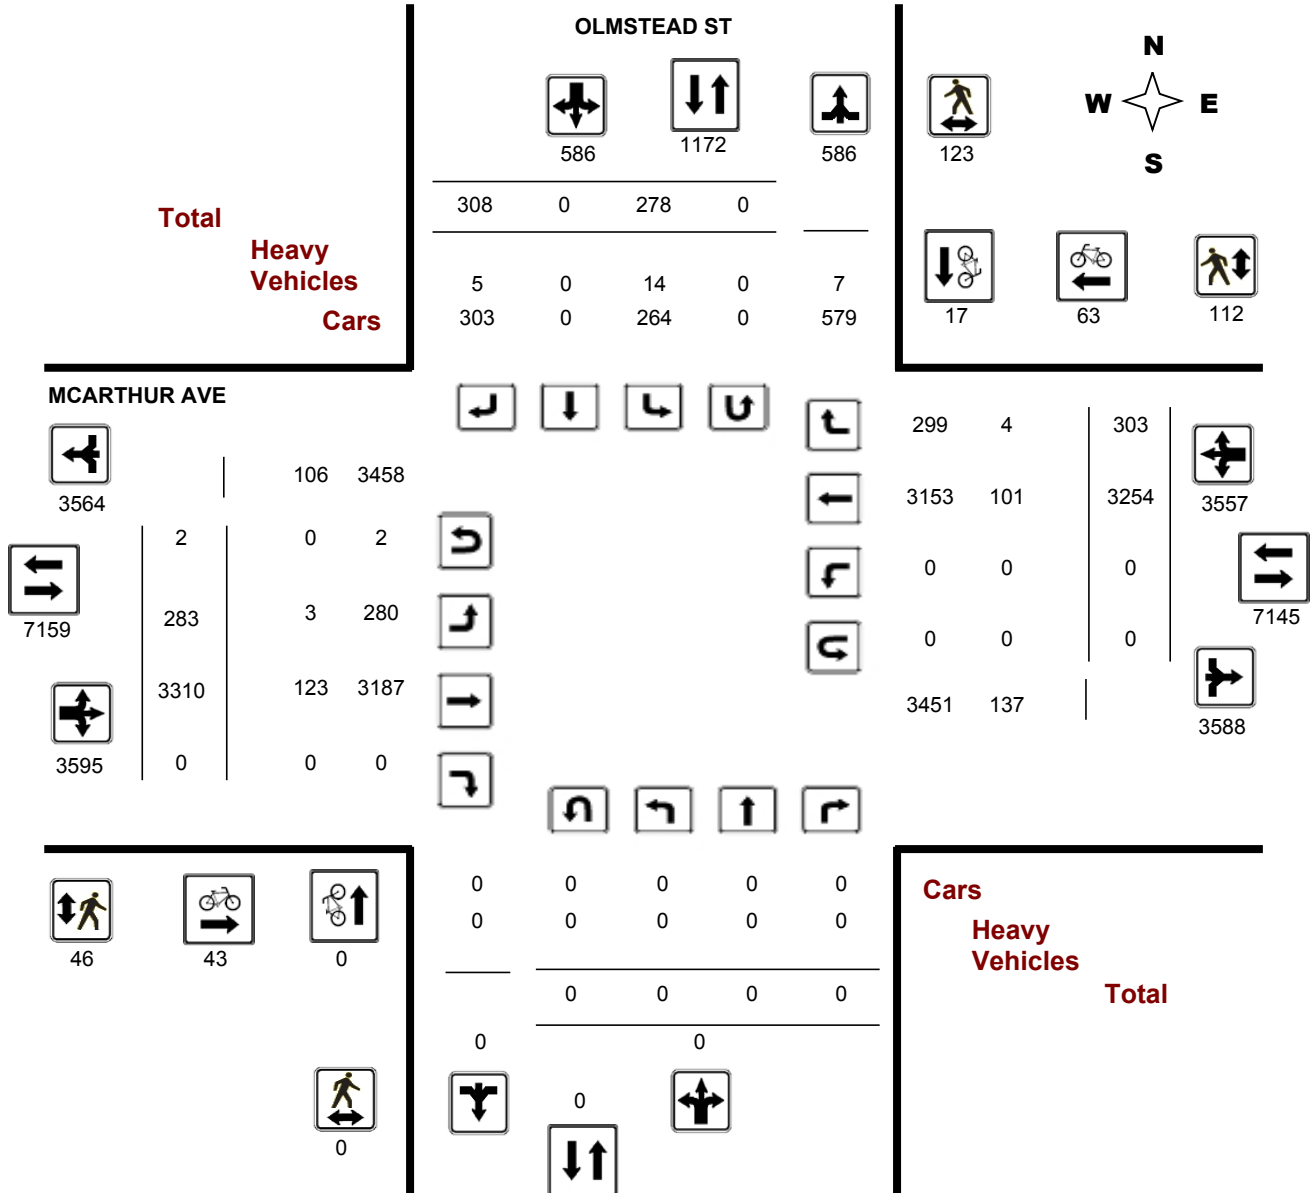 OLMSTEAD ST
N
W E
S
586 1172 586 123
308 0 278 0
Total
Heavy
Vehicles
5 0 14 0 7
Cars
303 0 264 0 579
17 63 112
MCARTHUR AVE
299 4 303
106 3458
3564
3153 101 3254 3557
2 0 2
0 0 0
283 3 280
7159
7145
0 0 0
3310 123 3187
3451 137
3588
3595 0 0 0
0 0 0 0 0
Cars
0 0 0 0 0
Heavy
Vehicles
46 43 0
0 0 0 0
Total
0 0
0
0